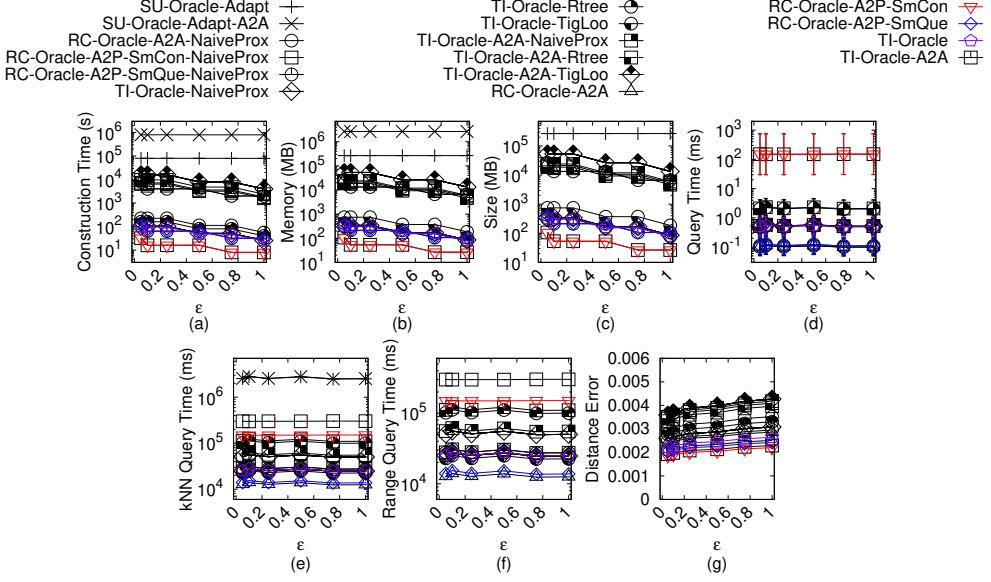 SU-Oracle-Adapt
SU-Oracle-Adapt-A2A
RC-Oracle-A2A-NaiveProx
RC-Oracle-A2P-SmCon-NaiveProx
RC-Oracle-A2P-SmQue-NaiveProx
TI-Oracle-NaiveProx
TI-Oracle-Rtree
TI-Oracle-TigLoo
TI-Oracle-A2A-NaiveProx
TI-Oracle-A2A-Rtree
TI-Oracle-A2A-TigLoo
RC-Oracle-A2A
RC-Oracle-A2P-SmCon
RC-Oracle-A2P-SmQue
TI-Oracle
TI-Oracle-A2A
Construction Time (s)
10^6
10^5
10^4
10^3
10^2
10^1
0 0.2 0.4 0.6 0.8 1
ε
(a)
Memory (MB)
10^6
10^5
10^4
10^3
10^2
10^1
0 0.2 0.4 0.6 0.8 1
ε
(b)
Size (MB)
10^5
10^4
10^3
10^2
10^1
0 0.2 0.4 0.6 0.8 1
ε
(c)
Query Time (ms)
10^3
10^2
10^1
10^0
10^-1
0 0.2 0.4 0.6 0.8 1
ε
(d)
kNN Query Time (ms)
10^6
10^5
10^4
0 0.2 0.4 0.6 0.8 1
ε
(e)
Range Query Time (ms)
10^5
10^4
0 0.2 0.4 0.6 0.8 1
ε
(f)
Distance Error
0.006
0.005
0.004
0.003
0.002
0.001
0
0 0.2 0.4 0.6 0.8 1
ε
(g)